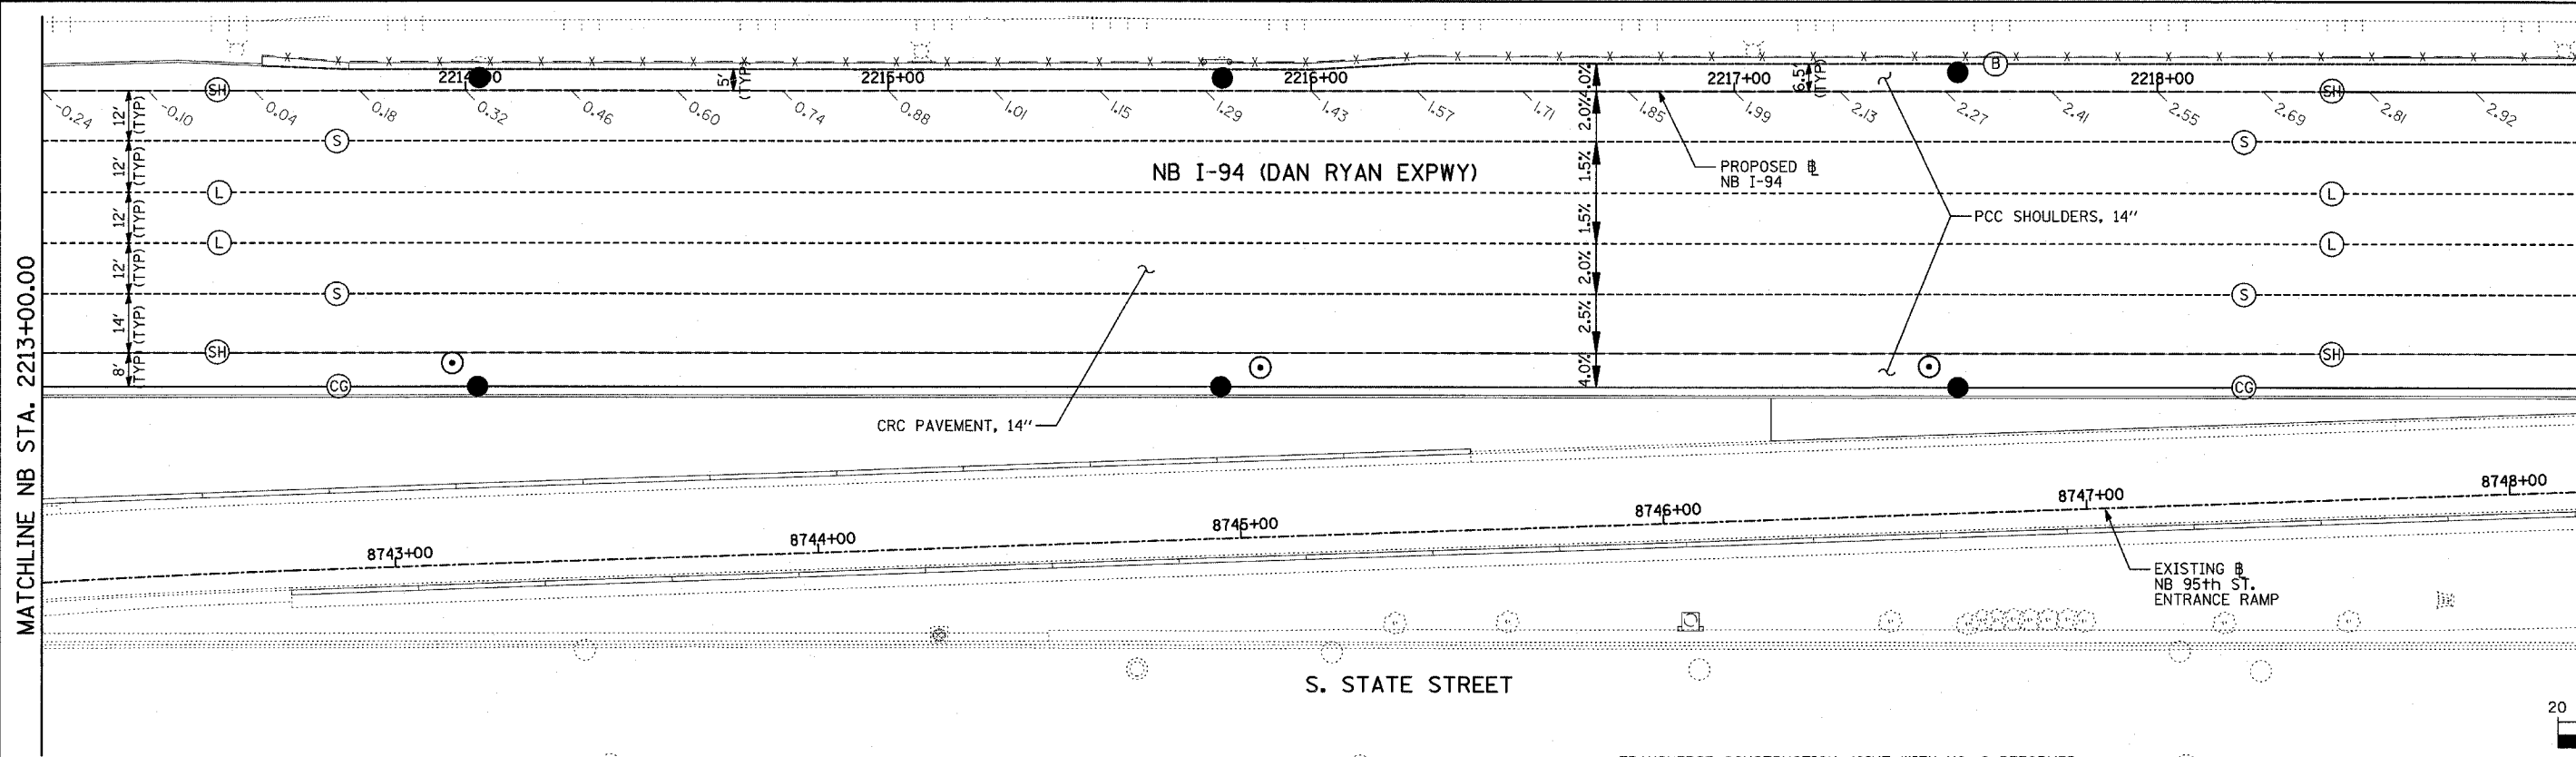 MATCHLINE NB STA. 2213+00.00
2214+00
2215+00
2216+00
2217+00
2218+00
SH
5'
(TYP)
4.0%
6.5'
(TYP)
B
SH
-0.24
-0.10
0.04
0.18
0.32
0.46
0.60
0.74
0.88
1.01
1.15
1.29
1.43
1.57
1.71
1.85
1.99
2.13
2.27
2.41
2.55
2.69
2.81
2.92
12'
(TYP)
2.0%
S
S
NB I-94 (DAN RYAN EXPWY)
12'
(TYP)
1.5%
PROPOSED B
NB I-94
L
L
12'
(TYP)
1.5%
PCC SHOULDERS, 14"
L
L
12'
(TYP)
2.0%
S
S
14'
(TYP)
2.5%
SH
SH
8'
(TYP)
4.0%
CG
CG
CRC PAVEMENT, 14"
8743+00
8744+00
8745+00
8746+00
8747+00
8748+00
EXISTING B
NB 95th ST.
ENTRANCE RAMP
S. STATE STREET
20